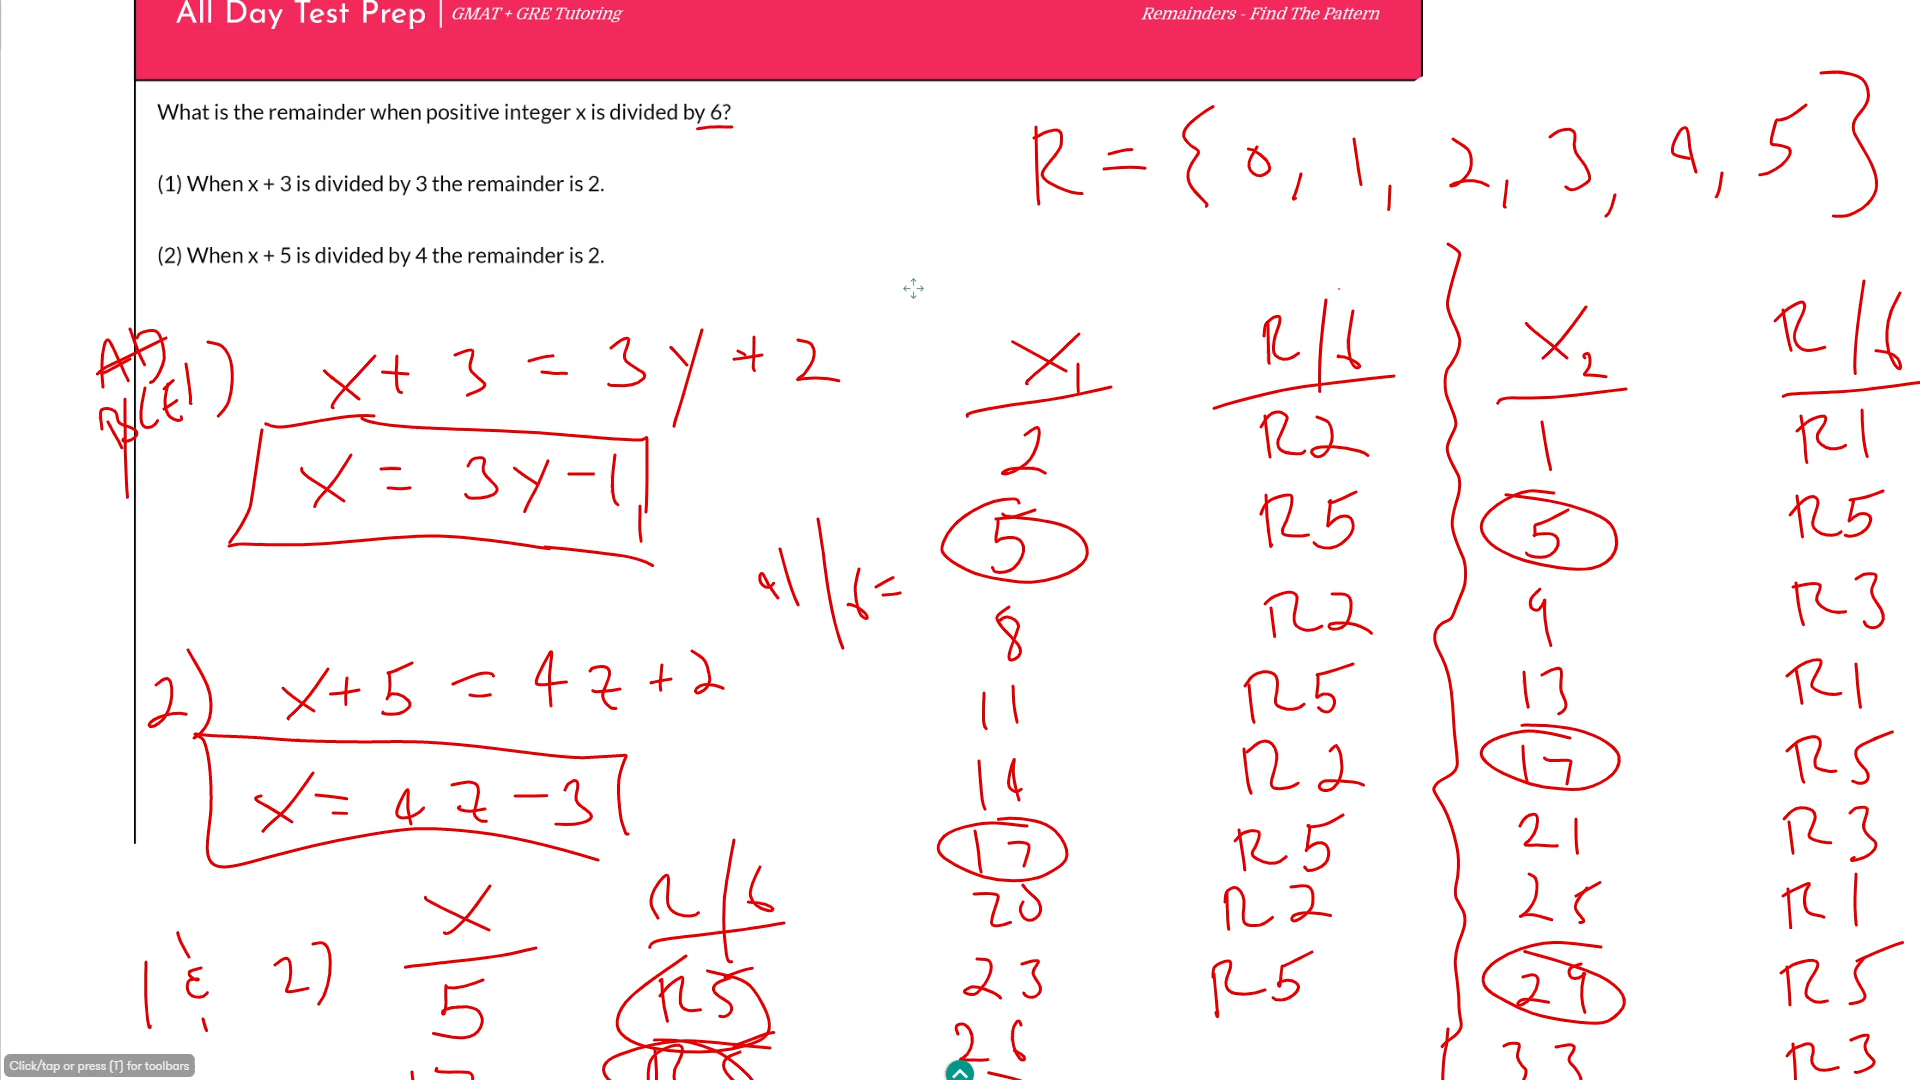 All Day Test Prep | GMAT + GRE Tutoring
Remainders - Find The Pattern
What is the remainder when positive integer x is divided by 6?
(1) When x + 3 is divided by 3 the remainder is 2.
(2) When x + 5 is divided by 4 the remainder is 2.
R = { 0, 1, 2, 3, 4, 5 }
AD
BCE
1) x + 3 = 3y + 2
x = 3y - 1
2) x + 5 = 4z + 2
x = 4z - 3
1 & 2)
x R/6
5 R5
x1 R/6
2 R2
5 R5
8 R2
11 R5
14 R2
17 R5
20 R2
23 R5
26
x2 R/6
1 R1
5 R5
9 R3
13 R1
17 R5
21 R3
25 R1
29 R5
33 R3
Click/tap or press (T) for toolbars